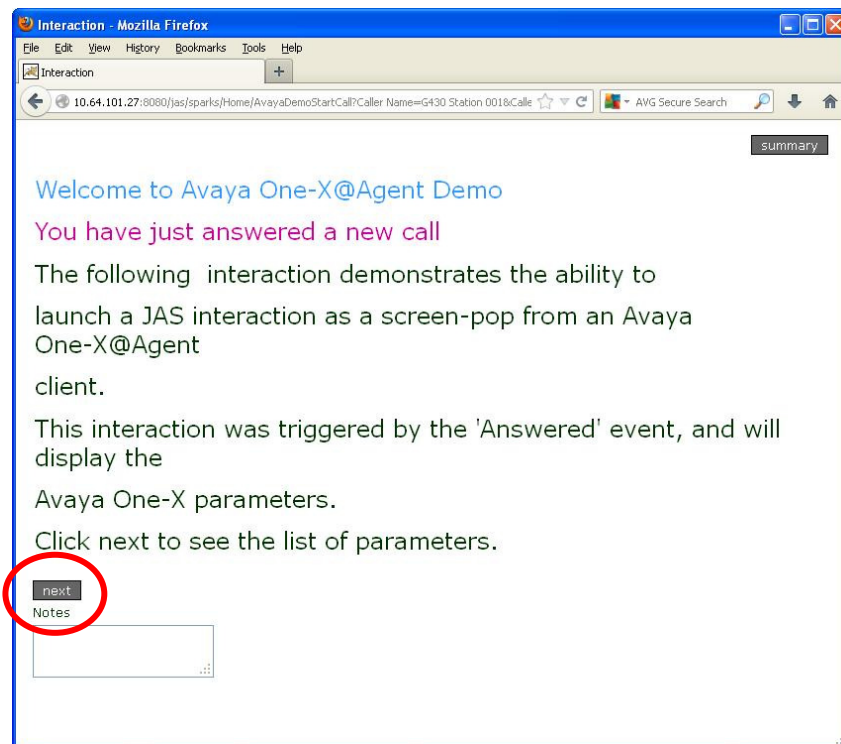 Interaction - Mozilla Firefox
File Edit View History Bookmarks Tools Help
Interaction
10.64.101.27:8080/jas/sparks/Home/AvayaDemoStartCall?Caller Name=G430 Station 001&Calle
AVG Secure Search
summary
Welcome to Avaya One-X@Agent Demo
You have just answered a new call
The following interaction demonstrates the ability to
launch a JAS interaction as a screen-pop from an Avaya
One-X@Agent
client.
This interaction was triggered by the 'Answered' event, and will
display the
Avaya One-X parameters.
Click next to see the list of parameters.
next
Notes